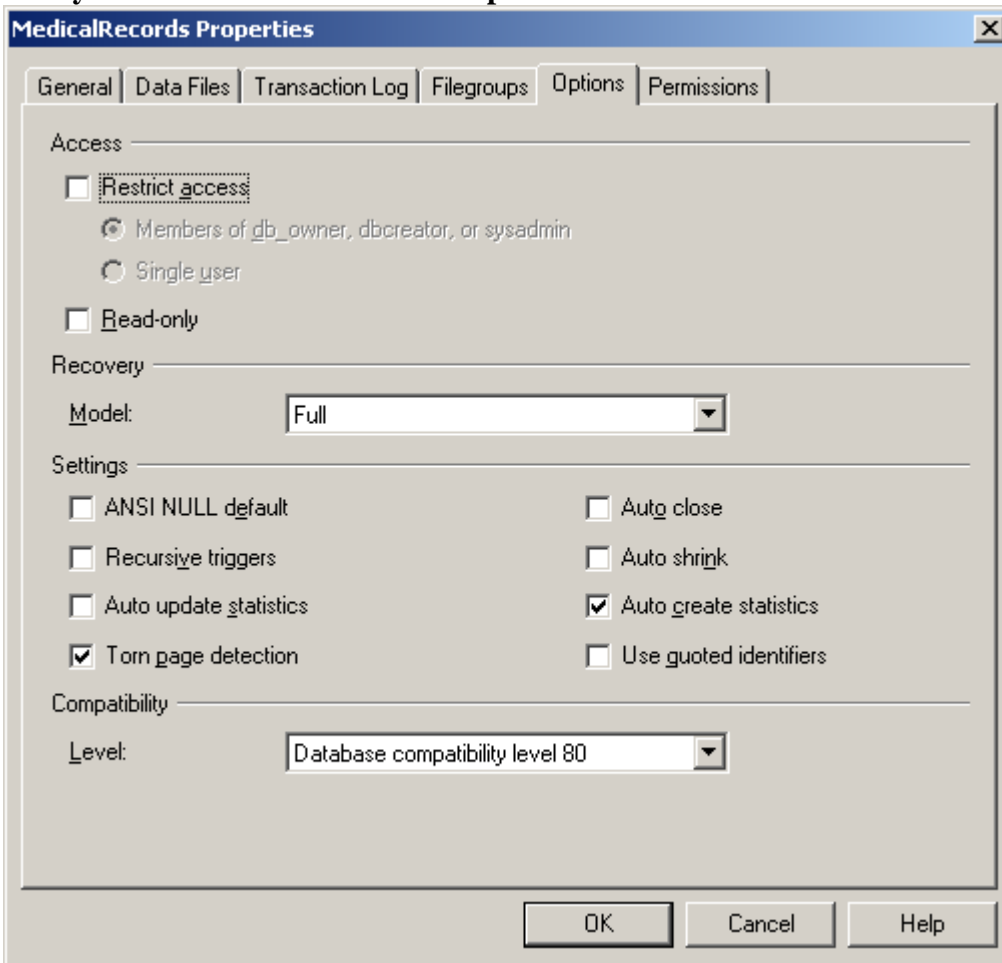 MedicalRecords Properties
General Data Files Transaction Log Filegroups Options Permissions
Access
Restrict access
Members of db_owner, dbcreator, or sysadmin
Single user
Read-only
Recovery
Model: Full
Settings
ANSI NULL default Auto close
Recursive triggers Auto shrink
Auto update statistics Auto create statistics
Torn page detection Use quoted identifiers
Compatibility
Level: Database compatibility level 80
OK Cancel Help